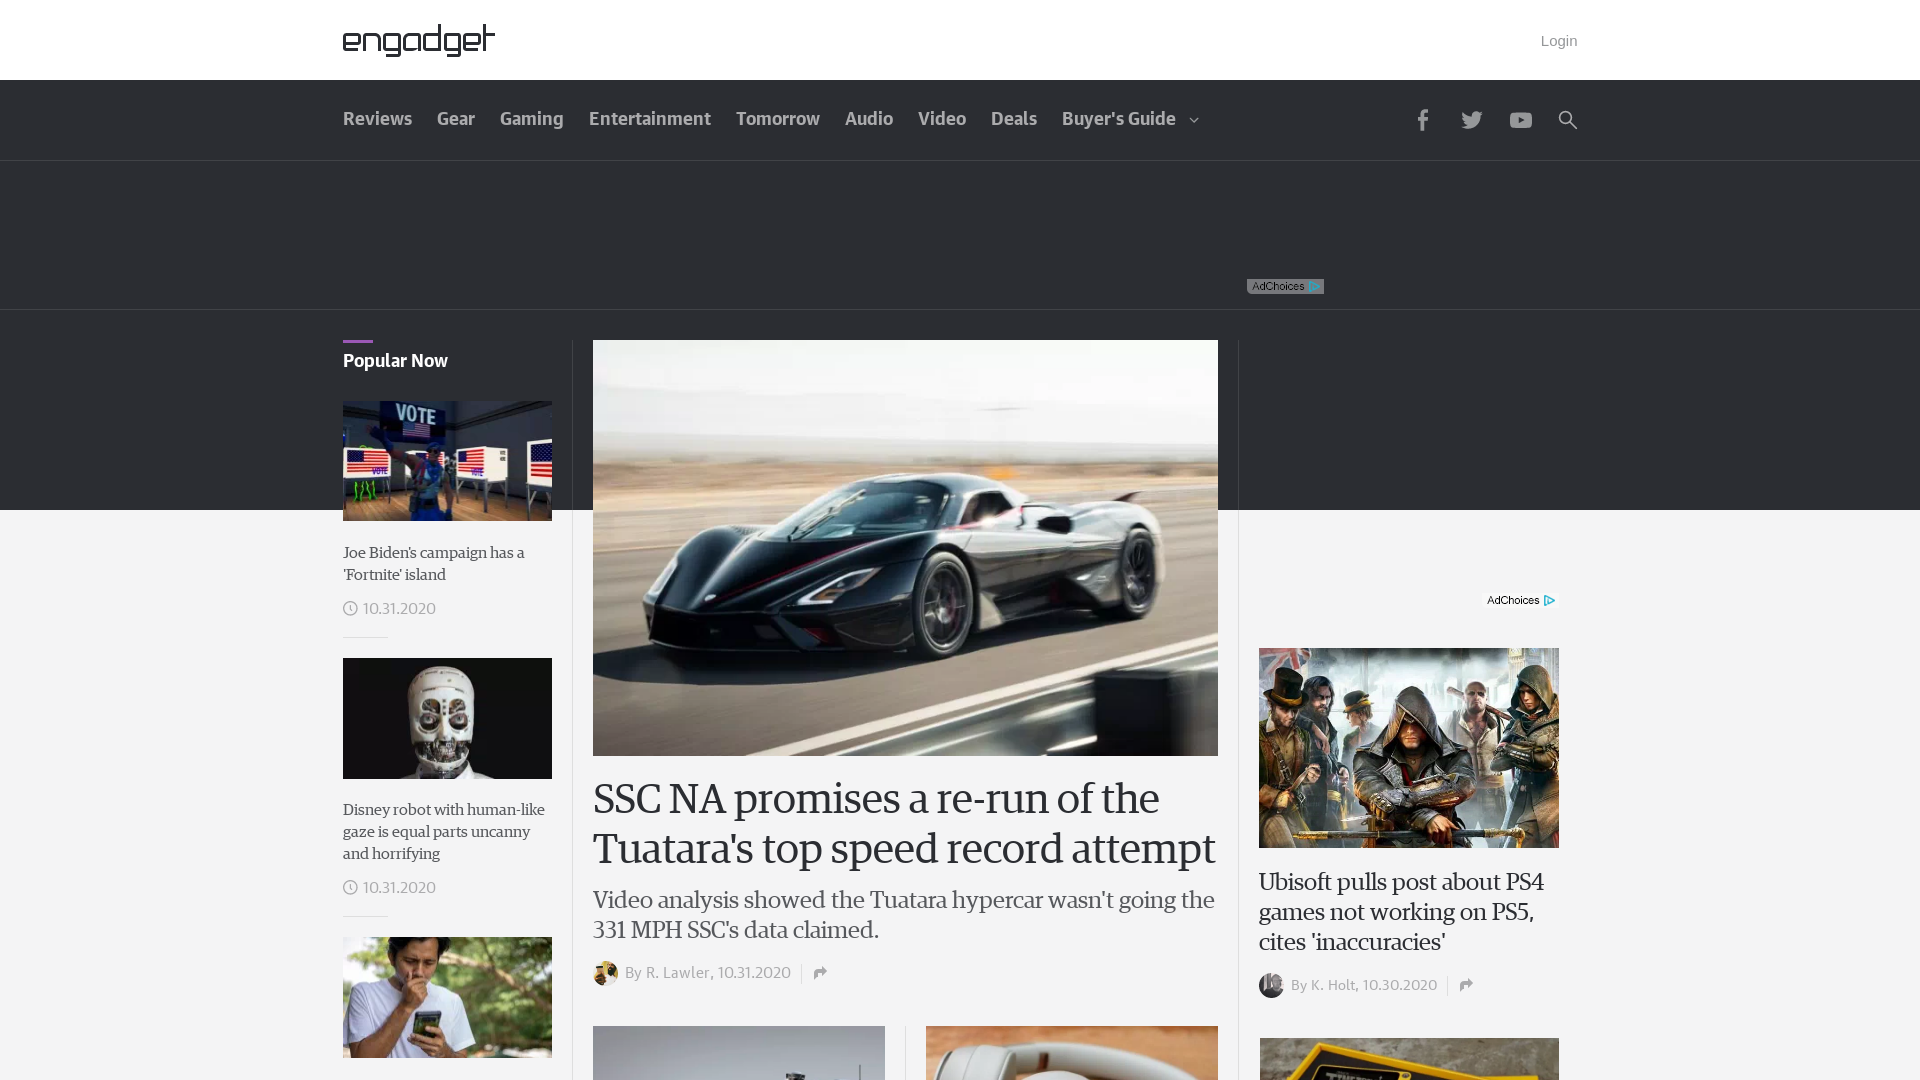 engadget
Login
Reviews
Gear
Gaming
Entertainment
Tomorrow
Audio
Video
Deals
Buyer's Guide
AdChoices
Popular Now
VOTE
VOTE
VOTE
Joe Biden's campaign has a
'Fortnite' island
10.31.2020
Disney robot with human-like
gaze is equal parts uncanny
and horrifying
10.31.2020
SSC NA promises a re-run of the
Tuatara's top speed record attempt
Video analysis showed the Tuatara hypercar wasn't going the
331 MPH SSC's data claimed.
By R. Lawler, 10.31.2020
AdChoices
Ubisoft pulls post about PS4
games not working on PS5,
cites 'inaccuracies'
By K. Holt, 10.30.2020